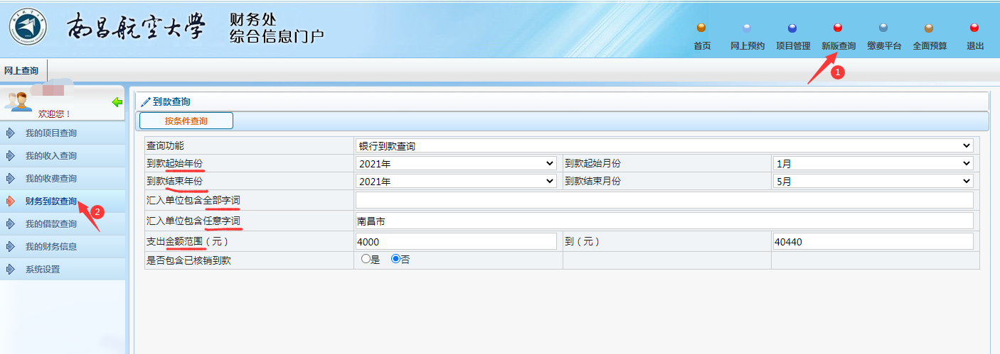 南昌航空大学
财务处
综合信息门户
首页 网上预约 项目管理 新版查询 缴费平台 全面预算 退出
1
网上查询
欢迎您！
到款查询
按条件查询
我的项目查询
我的收入查询
我的收费查询
财务到款查询
2
我的借款查询
我的财务信息
系统设置
查询功能 银行到款查询
到款起始年份 2021年 到款起始月份 1月
到款结束年份 2021年 到款结束月份 5月
汇入单位包含全部字词
汇入单位包含任意字词 南昌市
支出金额范围（元） 4000 到（元） 40440
是否包含已核销到款 是 否